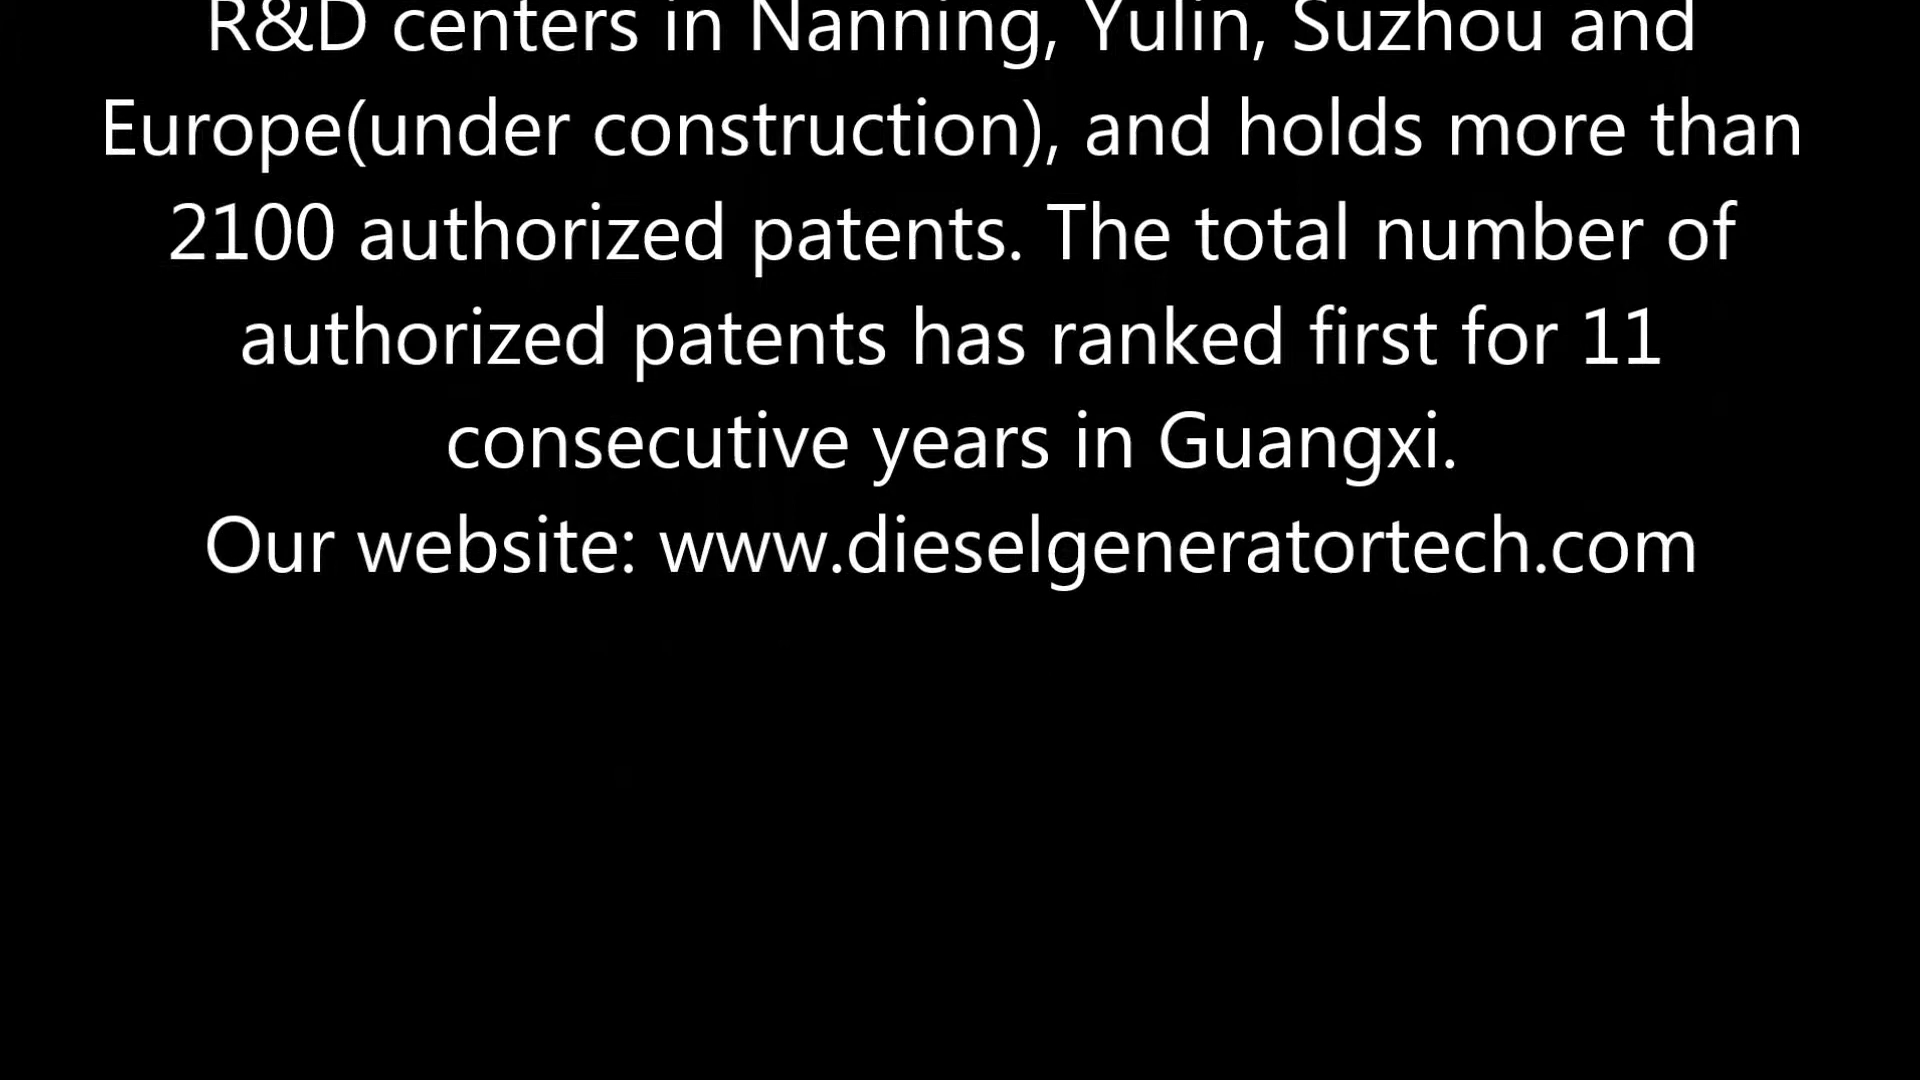 R&D centers in Nanning, Yulin, Suzhou and
Europe(under construction), and holds more than
2100 authorized patents. The total number of
authorized patents has ranked first for 11
consecutive years in Guangxi.
Our website: www.dieselgeneratortech.com